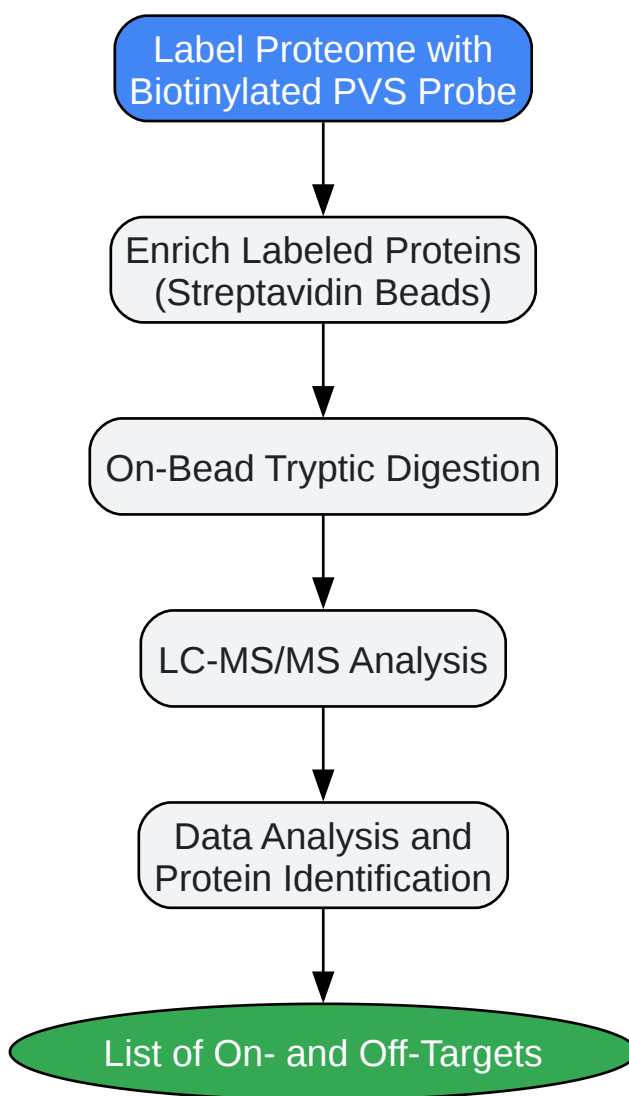 Label Proteome with
Biotinylated PVS Probe
Enrich Labeled Proteins
(Streptavidin Beads)
On-Bead Tryptic Digestion
LC-MS/MS Analysis
Data Analysis and
Protein Identification
List of On- and Off-Targets